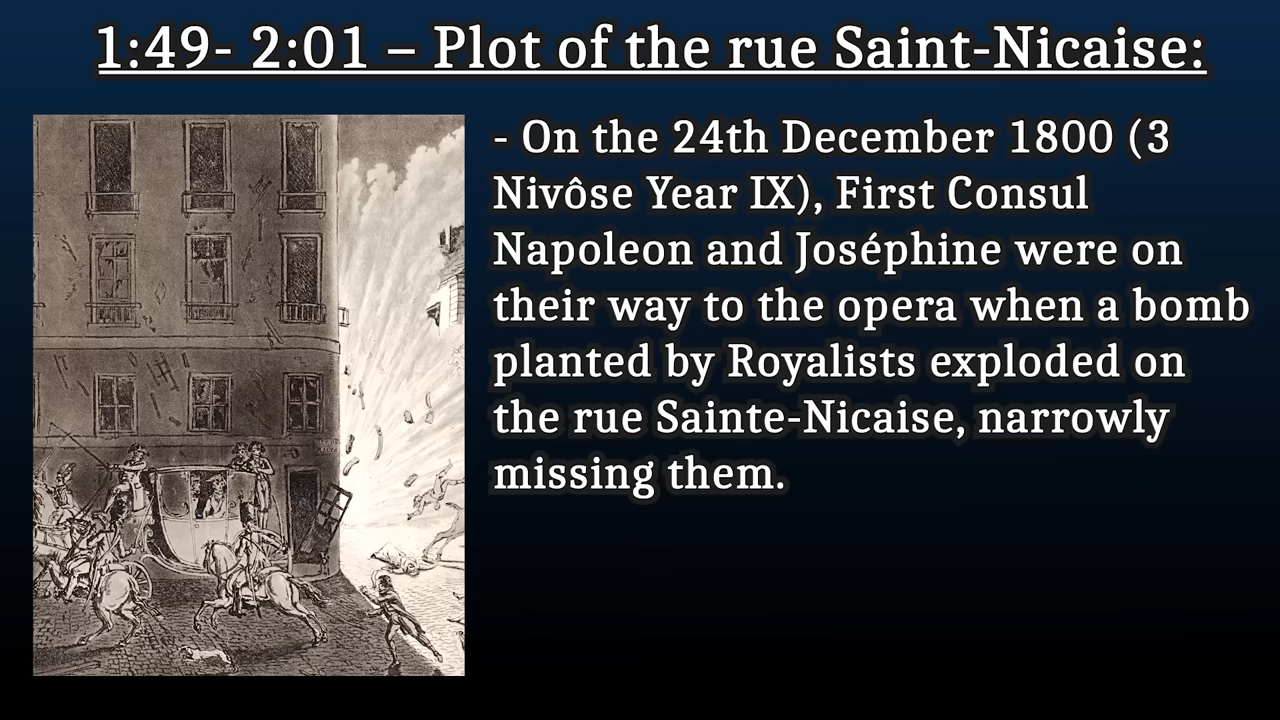 1:49- 2:01 – Plot of the rue Saint-Nicaise:
- On the 24th December 1800 (3
Nivôse Year IX), First Consul
Napoleon and Joséphine were on
their way to the opera when a bomb
planted by Royalists exploded on
the rue Sainte-Nicaise, narrowly
missing them.